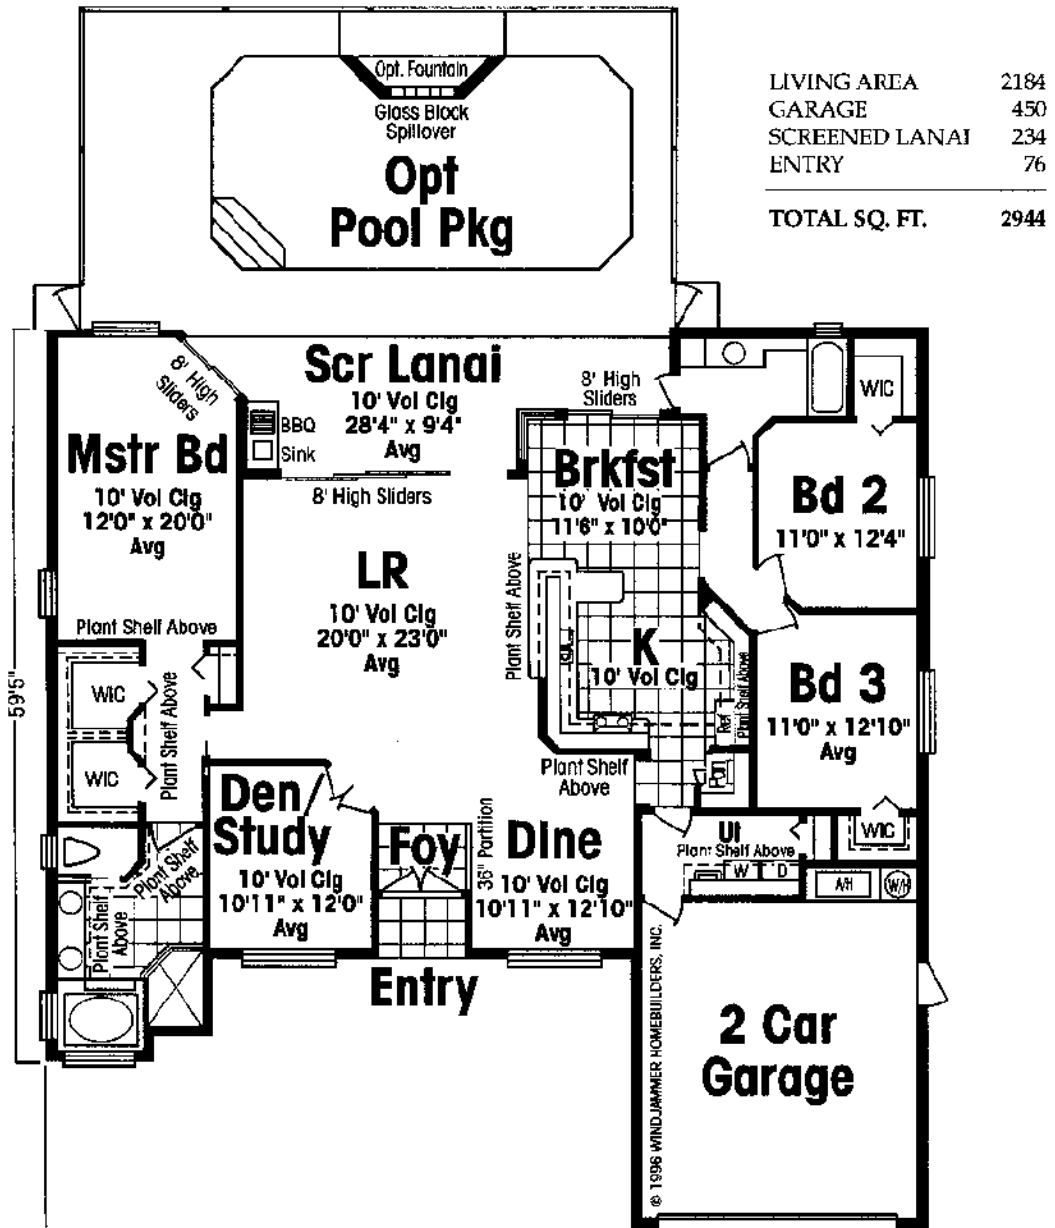 Opt. Fountain
Glass Block
Spillover
Opt
Pool Pkg
LIVING AREA 2184
GARAGE 450
SCREENED LANAI 234
ENTRY 76
TOTAL SQ. FT. 2944
8' High
Sliders
Scr Lanai
10' Vol Clg
28'4" x 9'4"
Avg
BBQ
Sink
8' High
Sliders
8' High Sliders
WIC
Mstr Bd
10' Vol Clg
12'0" x 20'0"
Avg
Plant Shelf Above
Brkfst
10' Vol Clg
11'6" x 10'0"
Bd 2
11'0" x 12'4"
LR
10' Vol Clg
20'0" x 23'0"
Avg
Plant Shelf Above
K
10' Vol Clg
Ref
Plant Shelf Above
Pan
Bd 3
11'0" x 12'10"
Avg
WIC
59'5"
WIC
WIC
Plant Shelf Above
Den
Study
10' Vol Clg
10'11" x 12'0"
Avg
Foy
Plant Shelf
Above
36" Partition
Dine
10' Vol Clg
10'11" x 12'10"
Avg
Ut
Plant Shelf Above
W
D
A/H
W/H
Plant Shelf
Above
Plant Shelf
Above
Entry
2 Car
Garage
© 1996 WINDJAMMER HOMEBUILDERS, INC.